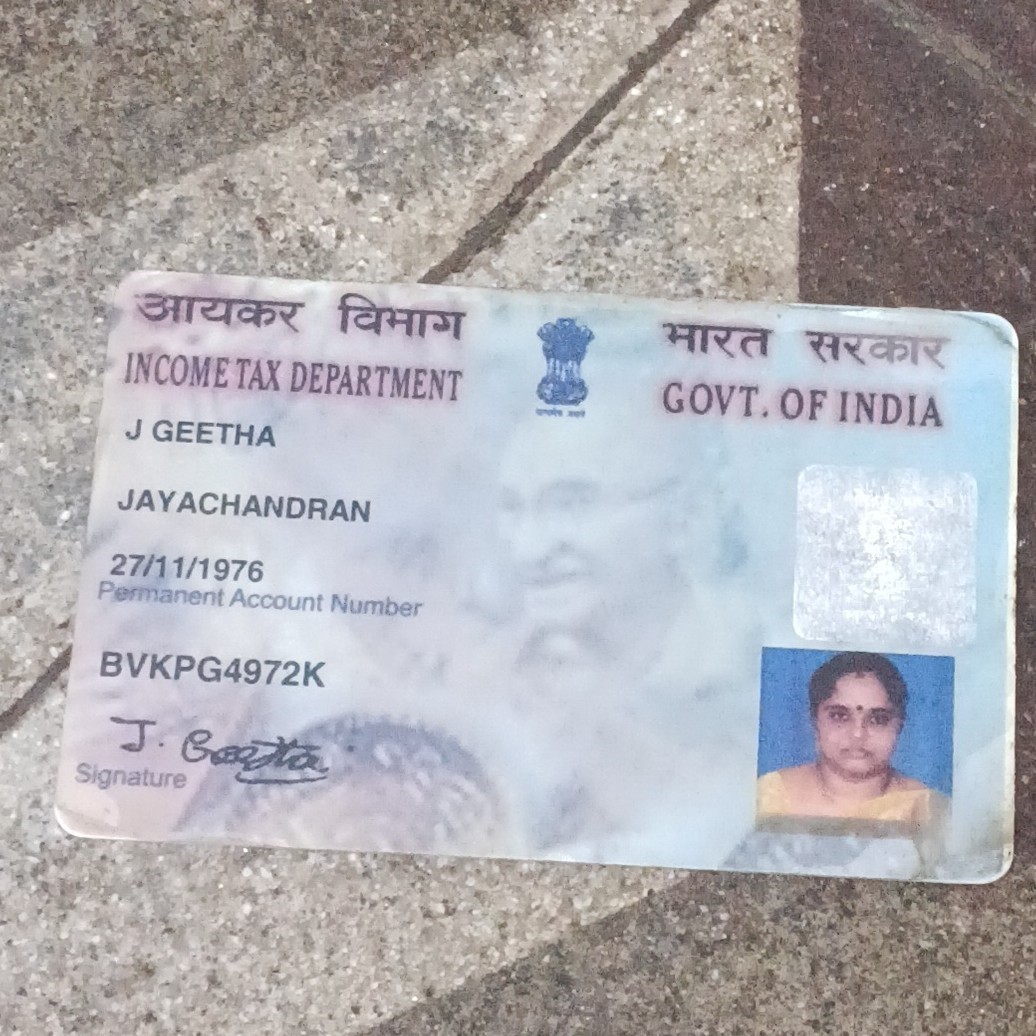 आयकर विभाग
भारत सरकार
INCOME TAX DEPARTMENT
GOVT. OF INDIA
J GEETHA
JAYACHANDRAN
27/11/1976
Permanent Account Number
BVKPG4972K
J. Geetha
Signature